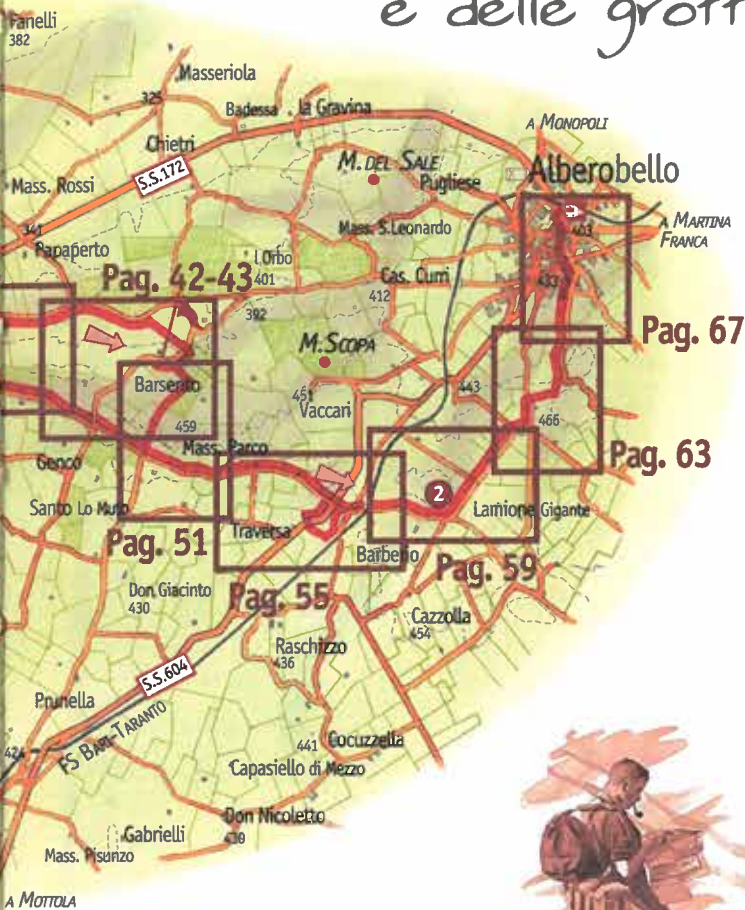 e delle grott
Fanelli
382
Masseriola
325
Badessa
la Gravina
Chietri
S.S.172
Mass. Rossi
341
Papaperto
A MONOPOLI
Alberobello
M. DEL SALE
Pugliese
Mass. S.Leonardo
A MARTINA
FRANCA
403
433
l Orbo
401
Cas. Curri
412
392
Pag. 42-43
Pag. 67
M. SCOPA
451
Vaccari
443
466
Barsento
459
Mass. Parco
Genco
Santo Lo Muto
Pag. 63
2
Lamione Gigante
Traversa
Pag. 51
Pag. 59
Pag. 55
Don Giacinto
430
Cazzolla
454
Raschizzo
436
S.S.604
Prunella
FS BARI-TARANTO
424
441
Cocuzzella
Capasiello di Mezzo
Don Nicoletto
439
Gabrielli
Mass. Pisunzo
A MOTTOLA